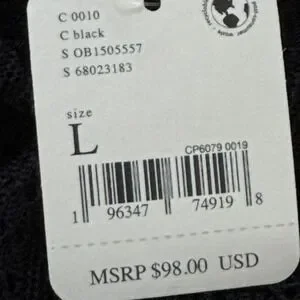 C 0010
C black
S OB1505557
S 68023183
size
L
CP6079 0019
1 96347 74919 8
MSRP $98.00 USD